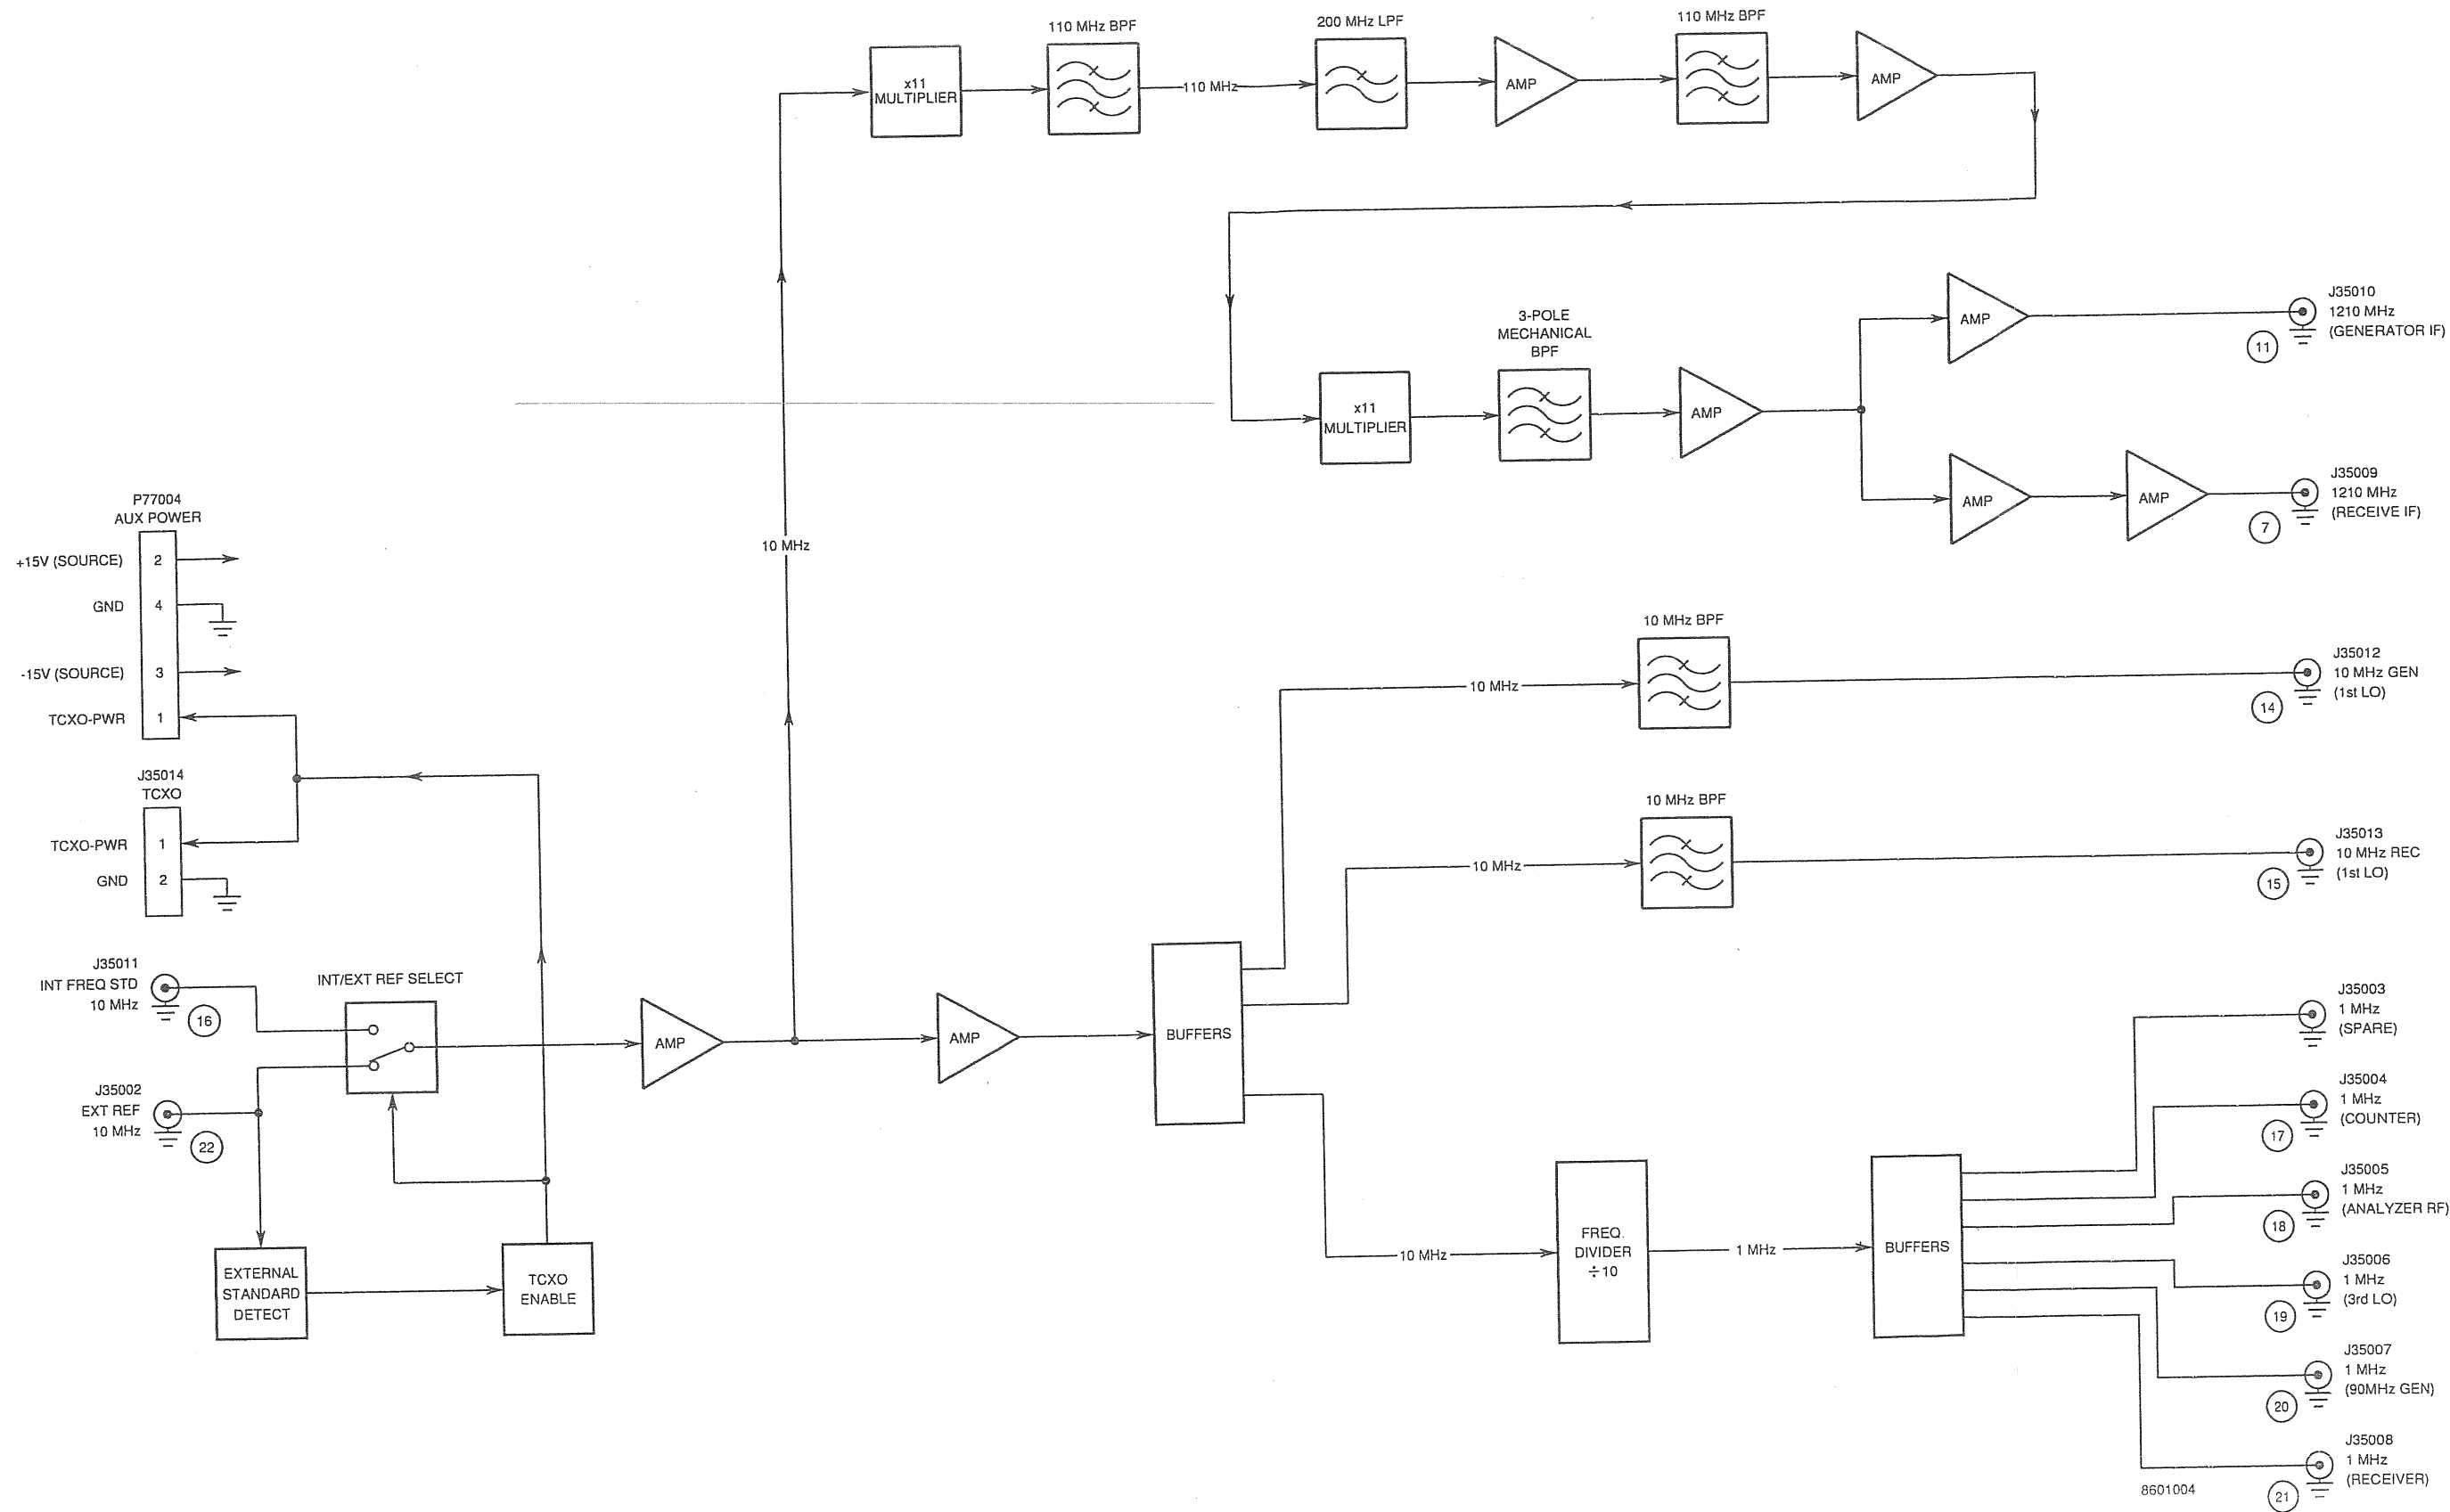 110 MHz BPF
200 MHz LPF
110 MHz BPF
x11
MULTIPLIER
110 MHz
AMP
AMP
3-POLE
MECHANICAL
BPF
x11
MULTIPLIER
AMP
AMP
J35010
1210 MHz
(GENERATOR IF)
11
AMP
AMP
J35009
1210 MHz
(RECEIVE IF)
7
P77004
AUX POWER
+15V (SOURCE)
2
GND
4
-15V (SOURCE)
3
TCXO-PWR
1
J35014
TCXO
TCXO-PWR
1
GND
2
10 MHz
10 MHz BPF
10 MHz
J35012
10 MHz GEN
(1st LO)
14
10 MHz BPF
10 MHz
J35013
10 MHz REC
(1st LO)
15
J35011
INT FREQ STD
10 MHz
16
INT/EXT REF SELECT
J35002
EXT REF
10 MHz
22
AMP
AMP
BUFFERS
EXTERNAL
STANDARD
DETECT
TCXO
ENABLE
10 MHz
FREQ.
DIVIDER
÷10
1 MHz
BUFFERS
J35003
1 MHz
(SPARE)
J35004
1 MHz
(COUNTER)
17
J35005
1 MHz
(ANALYZER RF)
18
J35006
1 MHz
(3rd LO)
19
J35007
1 MHz
(90MHz GEN)
20
J35008
1 MHz
(RECEIVER)
21
8601004